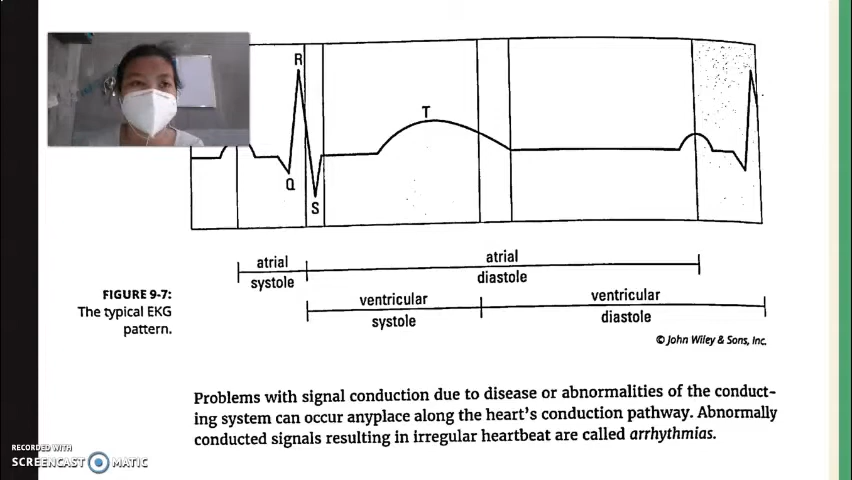 R
T
Q
S
atrial
systole
atrial
diastole
ventricular
systole
ventricular
diastole
FIGURE 9-7:
The typical EKG
pattern.
© John Wiley & Sons, Inc.
Problems with signal conduction due to disease or abnormalities of the conduct-
ing system can occur anyplace along the heart's conduction pathway. Abnormally
conducted signals resulting in irregular heartbeat are called arrhythmias.
RECORDED WITH
SCREENCAST MATIC